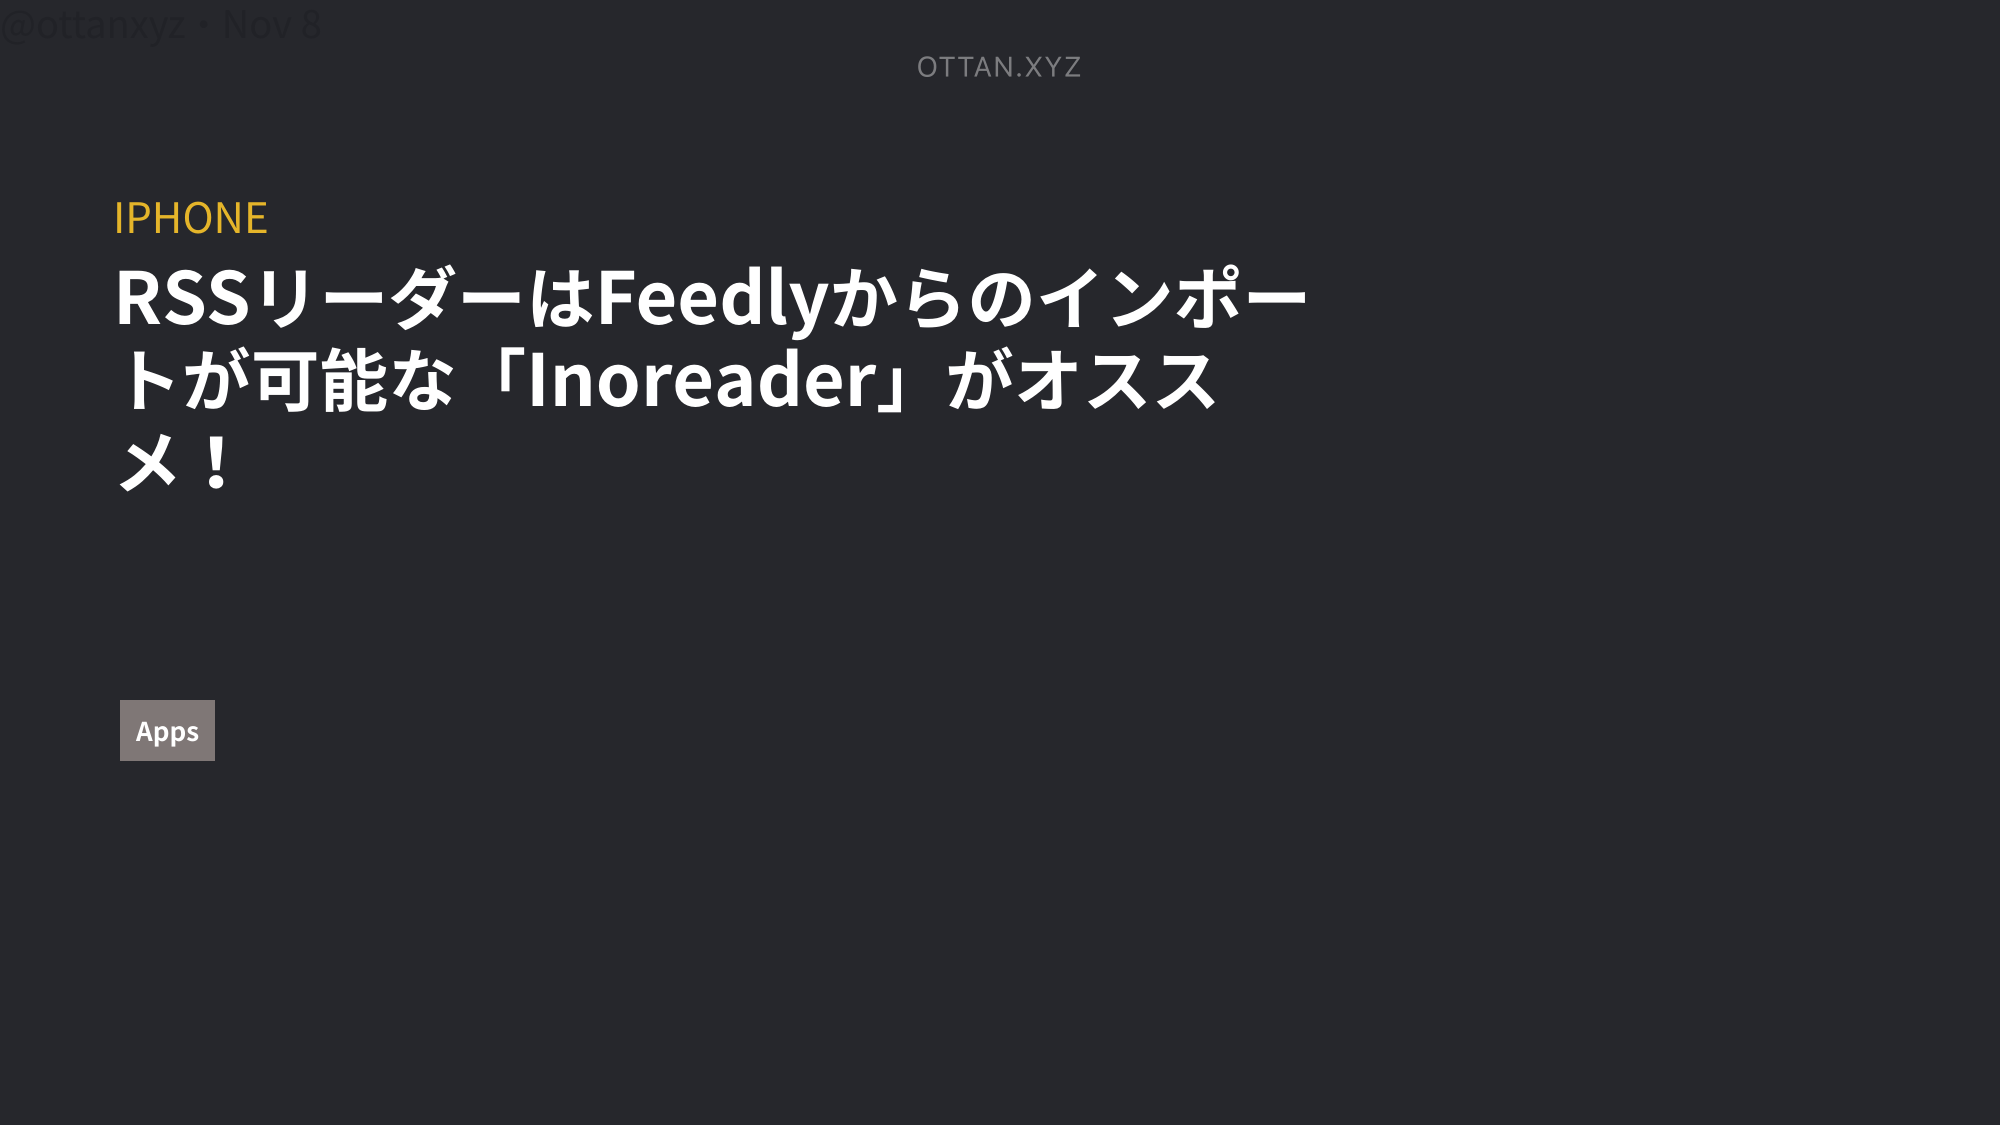 @ottanxyz・Nov 8
OTTAN.XYZ
IPHONE
RSSリーダーはFeedlyからのインポー
トが可能な「Inoreader」がオスス
メ！
Apps